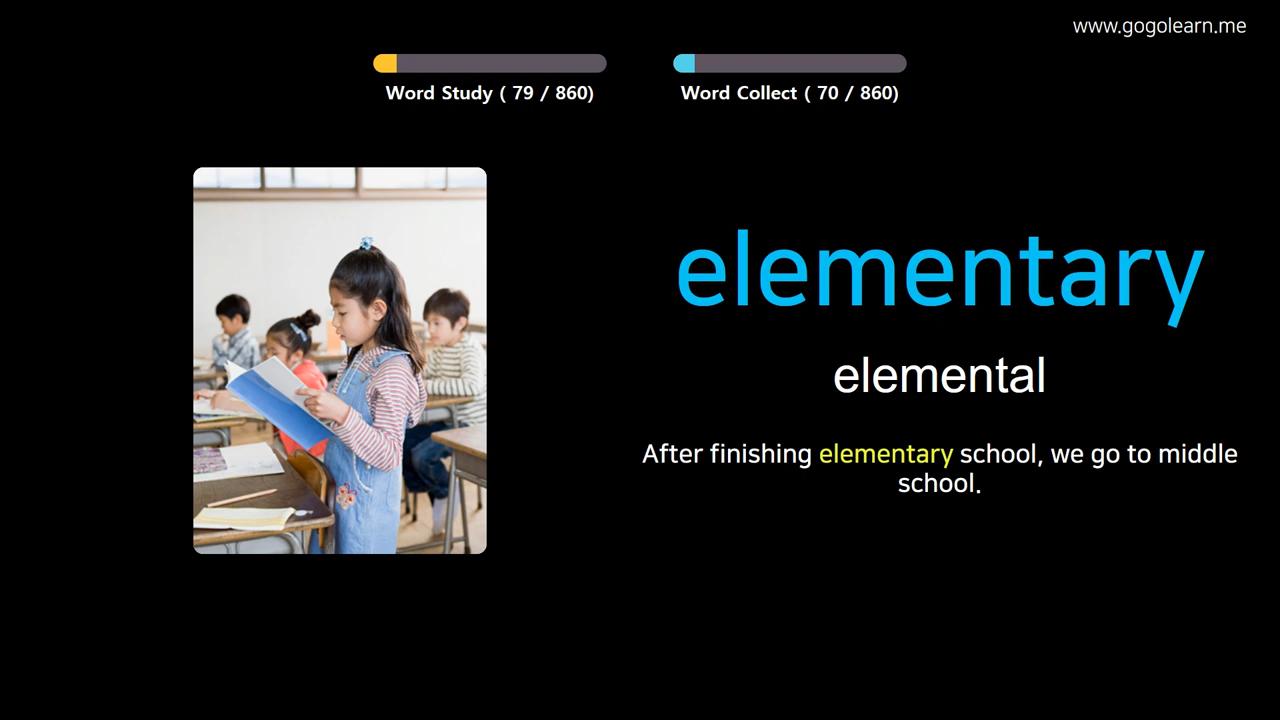 www.gogolearn.me
Word Study ( 79 / 860)
Word Collect ( 70 / 860)
elementary
elemental
After finishing elementary school, we go to middle
school.